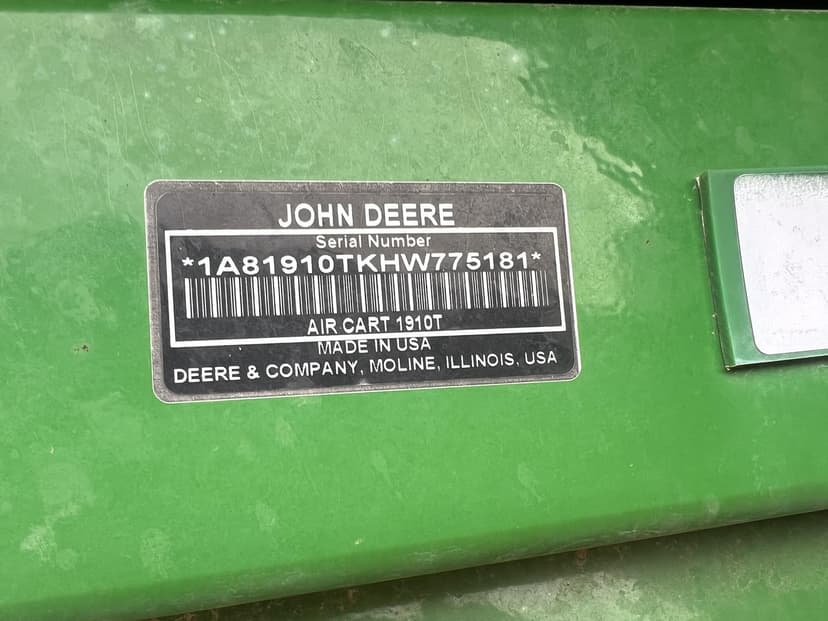 JOHN DEERE
Serial Number
*1A81910TKHW775181*
AIR CART 1910T
MADE IN USA
DEERE & COMPANY, MOLINE, ILLINOIS, USA